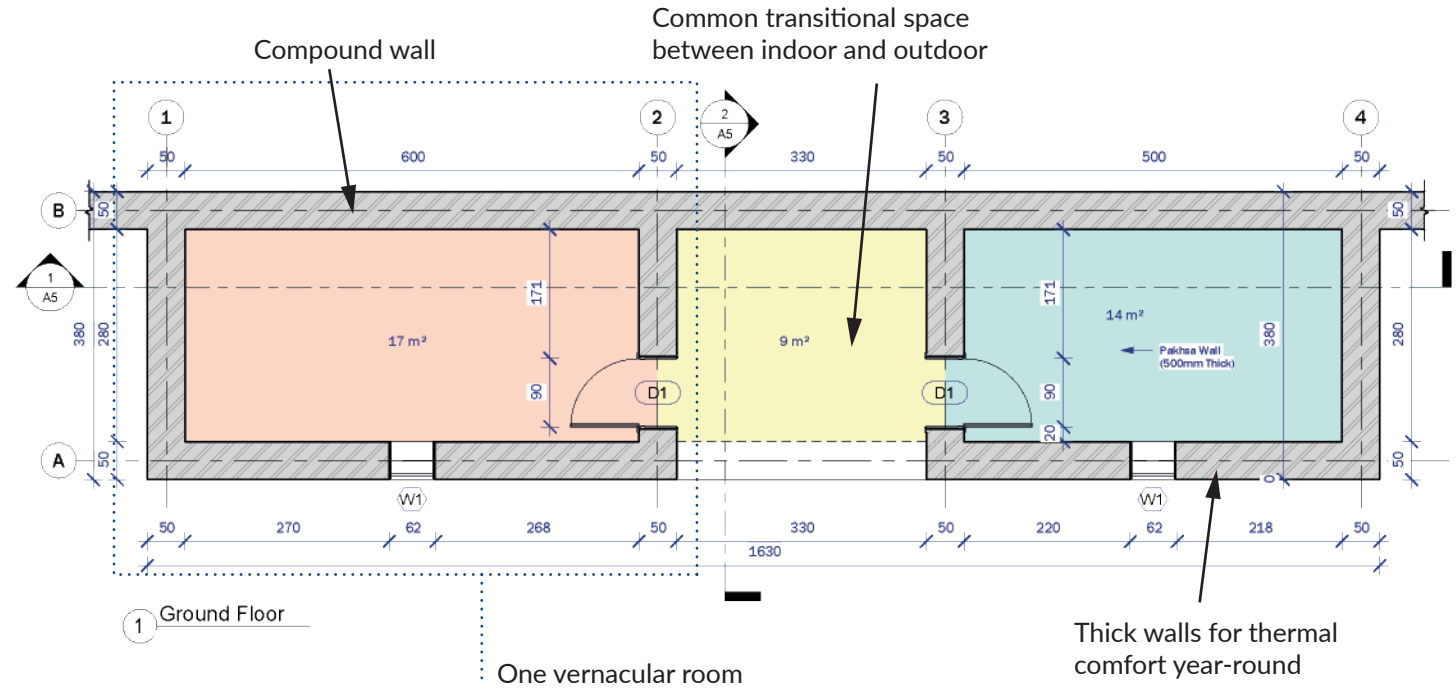 Common transitional space
between indoor and outdoor
Compound wall
1
2
2
A5
3
4
50
600
50
330
50
500
50
B
50
50
1
A5
380
280
171
17 m²
9 m²
171
14 m²
380
280
Pakhsa Wall
(500mm Thick)
90
D1
D1
90
20
A
50
0
50
W1
W1
50
270
62
268
50
330
50
220
62
218
50
1630
1
Ground Floor
Thick walls for thermal
comfort year-round
One vernacular room